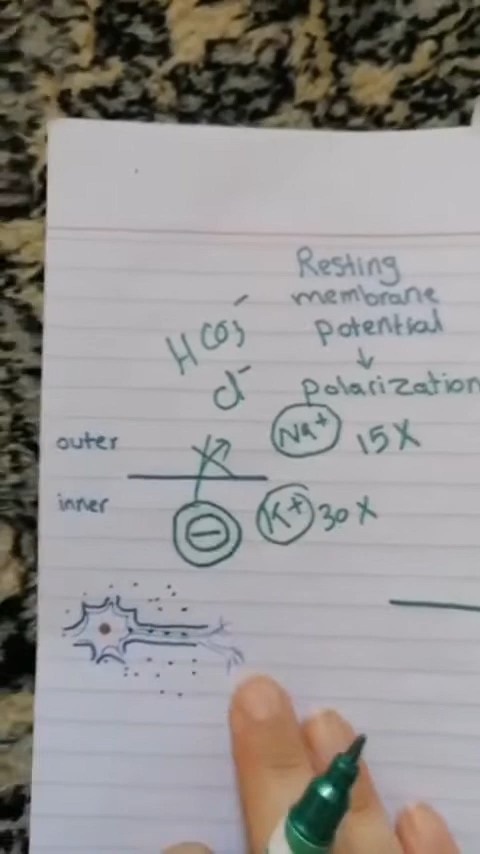 Resting
membrane
potential
↓
polarization
HCO3⁻
Cl⁻
outer
Na+ 15X
inner
−
K+ 30X